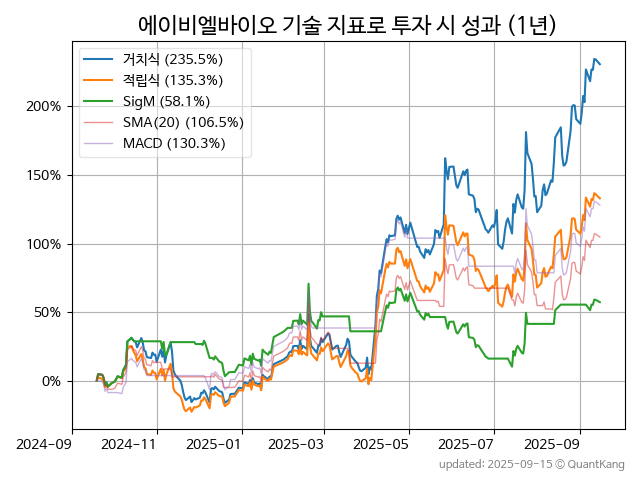 에이비엘바이오 기술 지표로 투자 시 성과 (1년)
거치식 (235.5%)
적립식 (135.3%)
SigM (58.1%)
SMA(20) (106.5%)
MACD (130.3%)
200%
150%
100%
50%
0%
2024-09 2024-11 2025-01 2025-03 2025-05 2025-07 2025-09
updated: 2025-09-15 © QuantKang